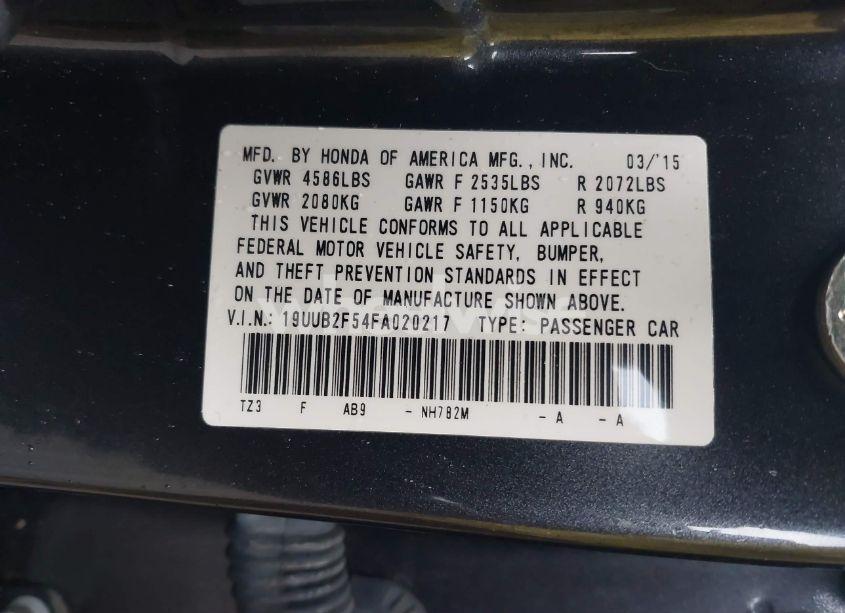 MFD. BY HONDA OF AMERICA MFG., INC. 03/'15
GVWR 4586LBS GAWR F 2535LBS R 2072LBS
GVWR 2080KG GAWR F 1150KG R 940KG
THIS VEHICLE CONFORMS TO ALL APPLICABLE
FEDERAL MOTOR VEHICLE SAFETY, BUMPER,
AND THEFT PREVENTION STANDARDS IN EFFECT
ON THE DATE OF MANUFACTURE SHOWN ABOVE.
V.I.N.: 19UUB2F54FA020217 TYPE: PASSENGER CAR
TZ3 F AB9 - NH782M - A - A